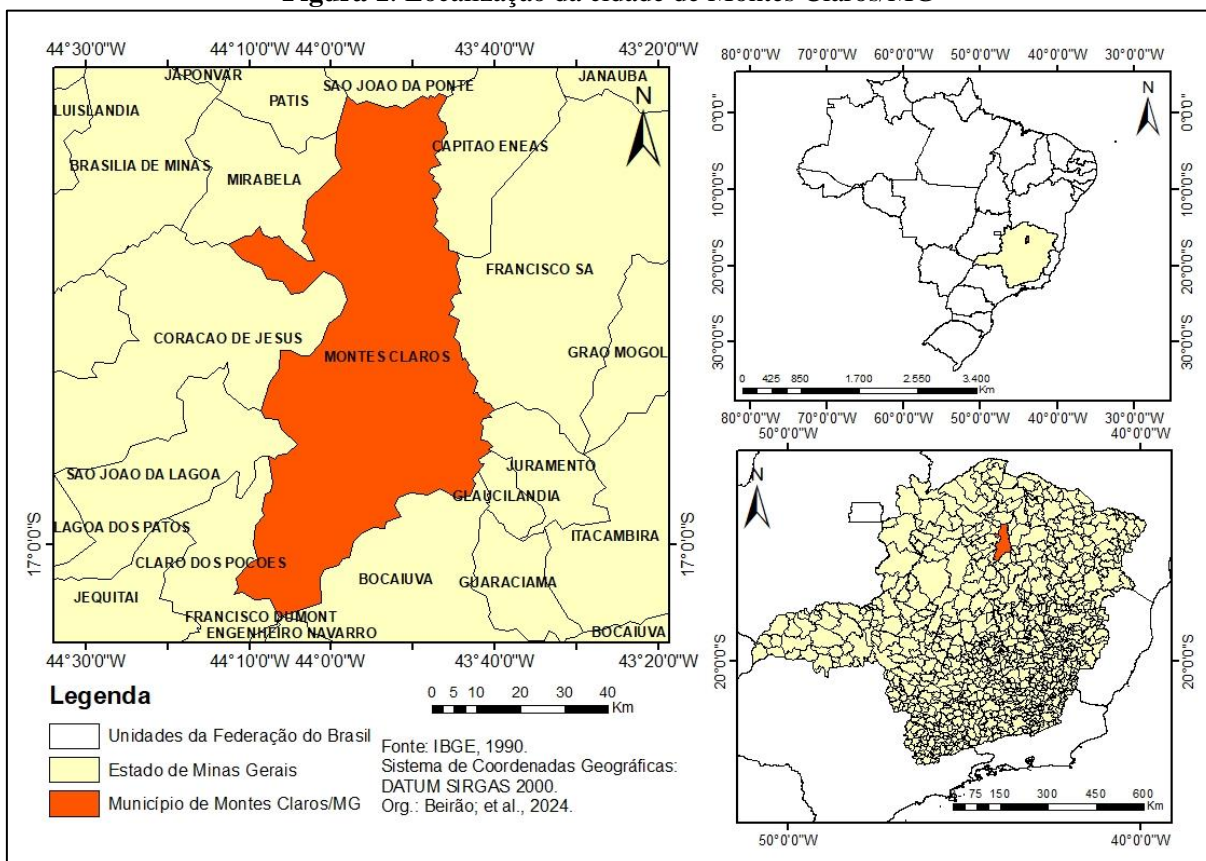 Figura 1. Localização da cidade de Montes Claros/MG
44°30'0"W 44°10'0"W 44°0'0"W 43°40'0"W 43°20'0"W
JAPONVAR
SAO JOAO DA PONTE
JANAUBA
LUISLANDIA
PATIS
N
CAPITAO ENEAS
BRASILIA DE MINAS
MIRABELA
FRANCISCO SA
CORACAO DE JESUS
MONTES CLAROS
GRAO MOGOL
JURAMENTO
SAO JOAO DA LAGOA
GLAUCILANDIA
LAGOA DOS PATOS
ITACAMBIRA
CLARO DOS POCOES
BOCAIUVA
GUARACIAMA
JEQUITAI
FRANCISCO DUMONT
ENGENHEIRO NAVARRO
BOCAIUVA
17°0'0"S
17°0'0"S
44°30'0"W 44°10'0"W 44°0'0"W 43°40'0"W 43°20'0"W
Legenda
Unidades da Federação do Brasil
Estado de Minas Gerais
Município de Montes Claros/MG
0 5 10 20 30 40
Km
Fonte: IBGE, 1990.
Sistema de Coordenadas Geográficas:
DATUM SIRGAS 2000.
Org.: Beirão; et al., 2024.
80°0'0"W 70°0'0"W 60°0'0"W 50°0'0"W 40°0'0"W 30°0'0"W
N
0°0'0"
0°0'0"
10°0'0"S
10°0'0"S
20°0'0"S
20°0'0"S
30°0'0"S
30°0'0"S
0 425 850 1.700 2.550 3.400
Km
80°0'0"W 70°0'0"W 60°0'0"W 50°0'0"W 40°0'0"W 30°0'0"W
50°0'0"W 40°0'0"W
N
20°0'0"S
20°0'0"S
75 150 300 450 600
Km
50°0'0"W 40°0'0"W